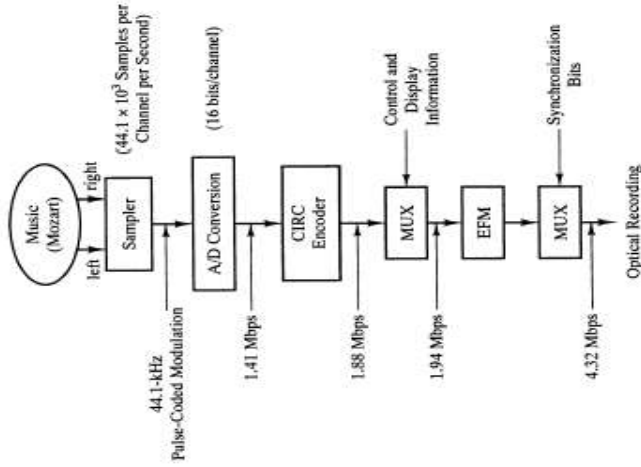 Music
(Mozart)
left
right
(44.1 × 10³ Samples per
Channel per Second)
Sampler
44.1-kHz
Pulse-Coded Modulation
A/D Conversion
(16 bits/channel)
1.41 Mbps
CIRC
Encoder
1.88 Mbps
Control and
Display
Information
MUX
1.94 Mbps
EFM
Synchronization
Bits
MUX
4.32 Mbps
Optical Recording